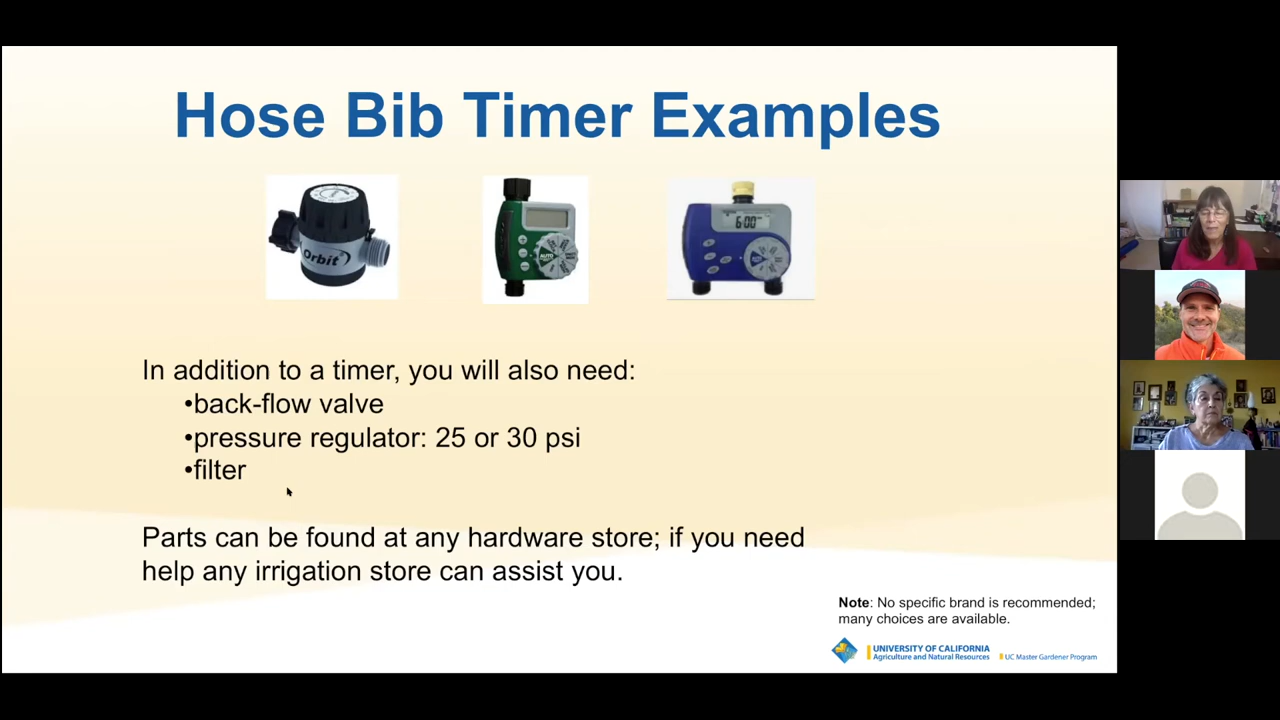 Hose Bib Timer Examples
Orbit
6:00
AUTO
In addition to a timer, you will also need:
•back-flow valve
•pressure regulator: 25 or 30 psi
•filter
Parts can be found at any hardware store; if you need
help any irrigation store can assist you.
Note: No specific brand is recommended;
many choices are available.
UNIVERSITY OF CALIFORNIA
Agriculture and Natural Resources
UC Master Gardener Program